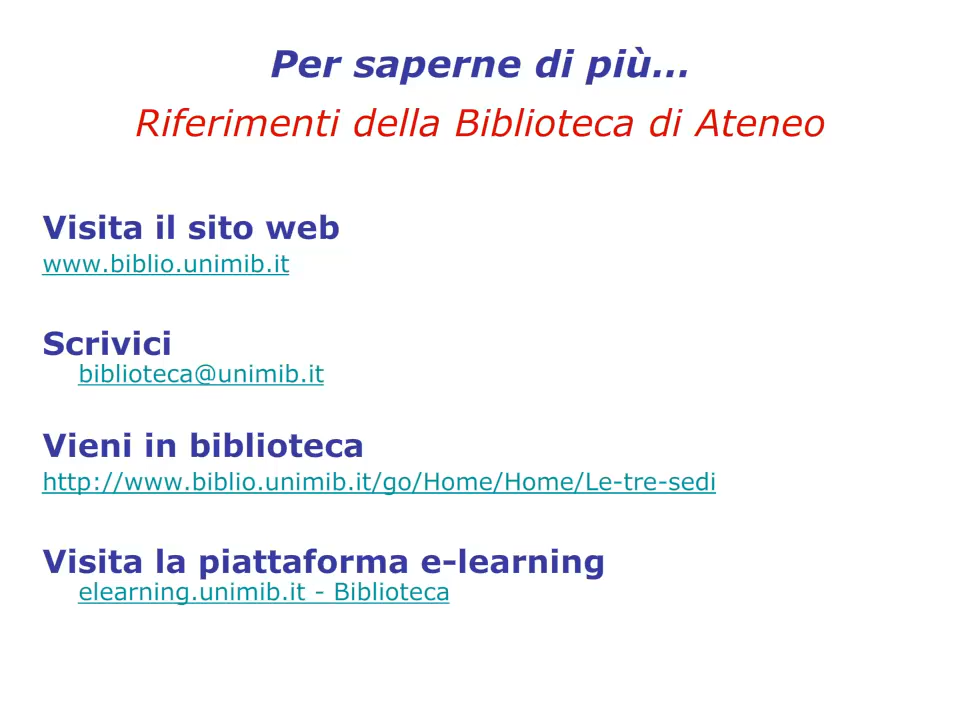 Per saperne di più…
Riferimenti della Biblioteca di Ateneo
Visita il sito web
www.biblio.unimib.it
Scrivici
biblioteca@unimib.it
Vieni in biblioteca
http://www.biblio.unimib.it/go/Home/Home/Le-tre-sedi
Visita la piattaforma e-learning
elearning.unimib.it - Biblioteca